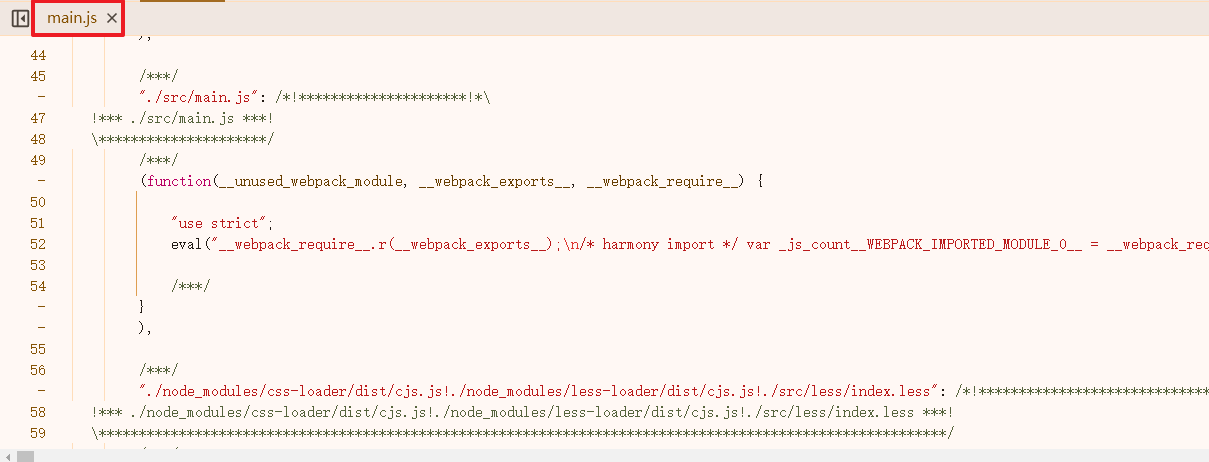 main.js ×
),
44
45 /***/
- "./src/main.js": /*!*********************!*\
47 !*** ./src/main.js ***!
48 \*********************/
49 /***/
- (function(__unused_webpack_module, __webpack_exports__, __webpack_require__) {
50
51 "use strict";
52 eval("__webpack_require__.r(__webpack_exports__);\n/* harmony import */ var _js_count__WEBPACK_IMPORTED_MODULE_0__ = __webpack_req
53
54 /***/
- }
- ),
55
56 /***/
- "./node_modules/css-loader/dist/cjs.js!./node_modules/less-loader/dist/cjs.js!./src/less/index.less": /*!*****************************
58 !*** ./node_modules/css-loader/dist/cjs.js!./node_modules/less-loader/dist/cjs.js!./src/less/index.less ***!
59 \**********************************************************************************************************/